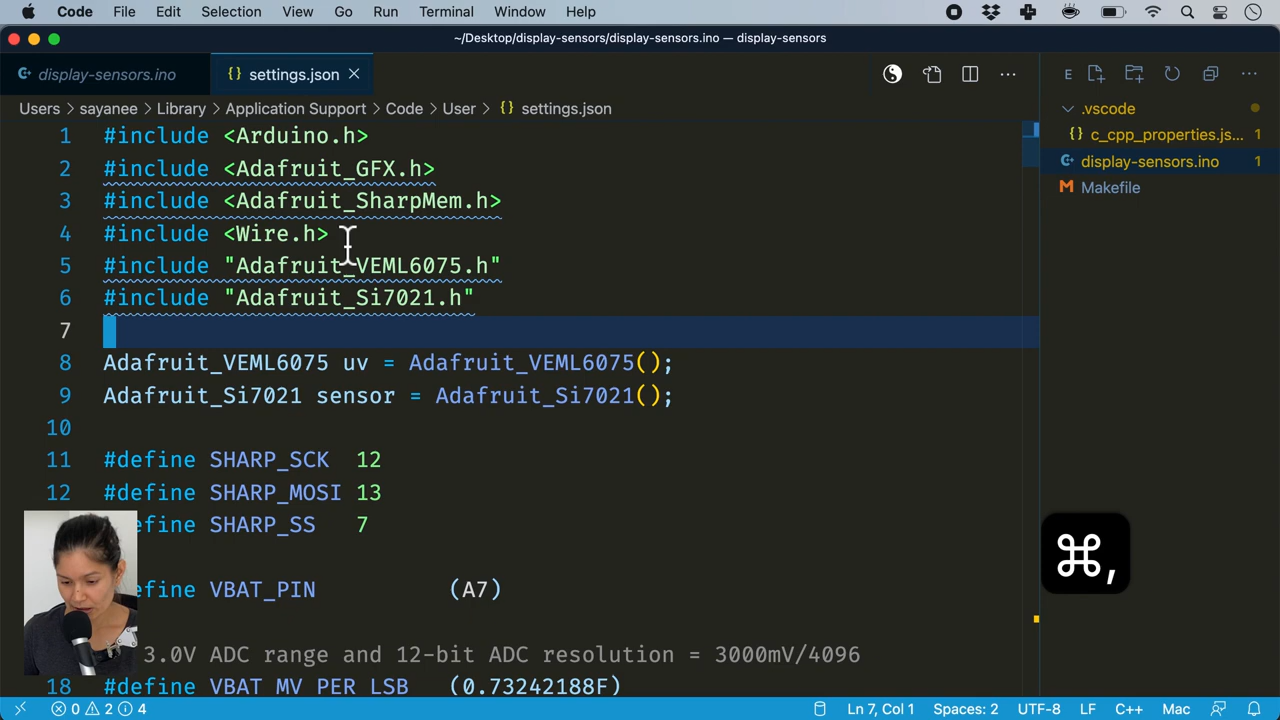 Code File Edit Selection View Go Run Terminal Window Help
~/Desktop/display-sensors/display-sensors.ino — display-sensors
display-sensors.ino {} settings.json
E
Users > sayanee > Library > Application Support > Code > User > {} settings.json
.vscode
{} c_cpp_properties.js... 1
display-sensors.ino 1
Makefile
1 #include <Arduino.h>
2 #include <Adafruit_GFX.h>
3 #include <Adafruit_SharpMem.h>
4 #include <Wire.h>
5 #include "Adafruit_VEML6075.h"
6 #include "Adafruit_Si7021.h"
7
8 Adafruit_VEML6075 uv = Adafruit_VEML6075();
9 Adafruit_Si7021 sensor = Adafruit_Si7021();
10
11 #define SHARP_SCK 12
12 #define SHARP_MOSI 13
efine SHARP_SS 7
efine VBAT_PIN (A7)
3.0V ADC range and 12-bit ADC resolution = 3000mV/4096
18 #define VBAT_MV_PER_LSB (0.73242188F)
⌘,
0 2 4 Ln 7, Col 1 Spaces: 2 UTF-8 LF C++ Mac